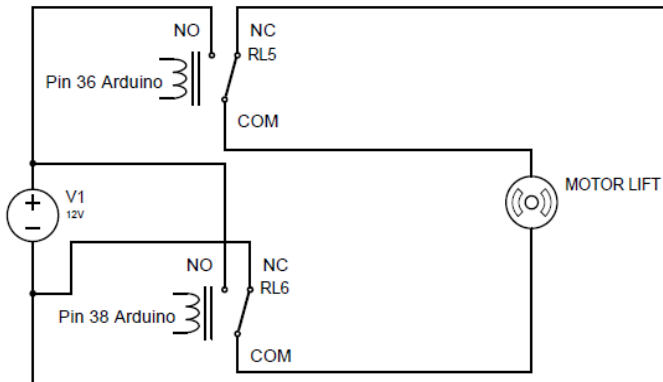 NO NC
RL5
Pin 36 Arduino
COM
MOTOR LIFT
V1
12V
NO NC
RL6
Pin 38 Arduino
COM